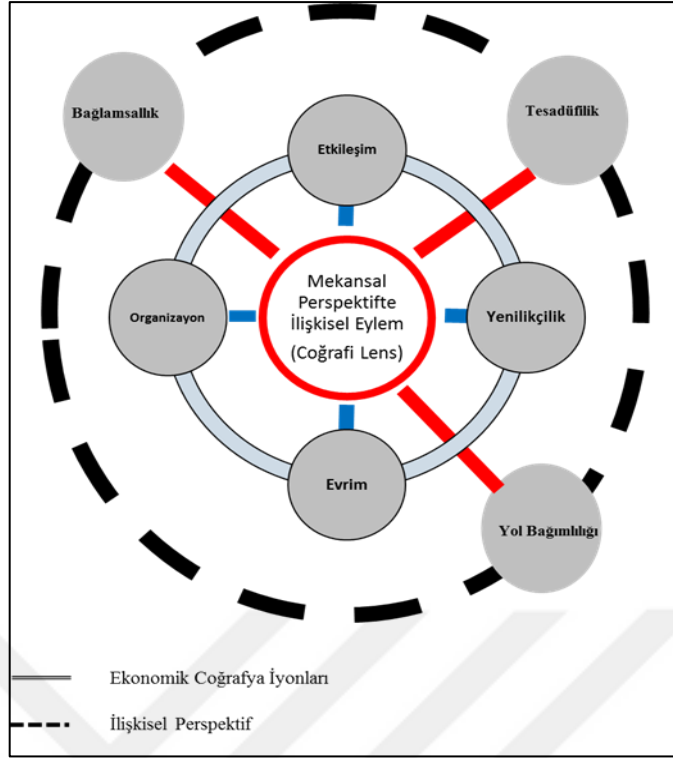 Bağlamsallık
Tesadüfilik
Etkileşim
Mekansal
Perspektifte
İlişkisel Eylem
(Coğrafi Lens)
Organizayon
Yenilikçilik
Evrim
Yol Bağımlılığı
Ekonomik Coğrafya İyonları
İlişkisel Perspektif